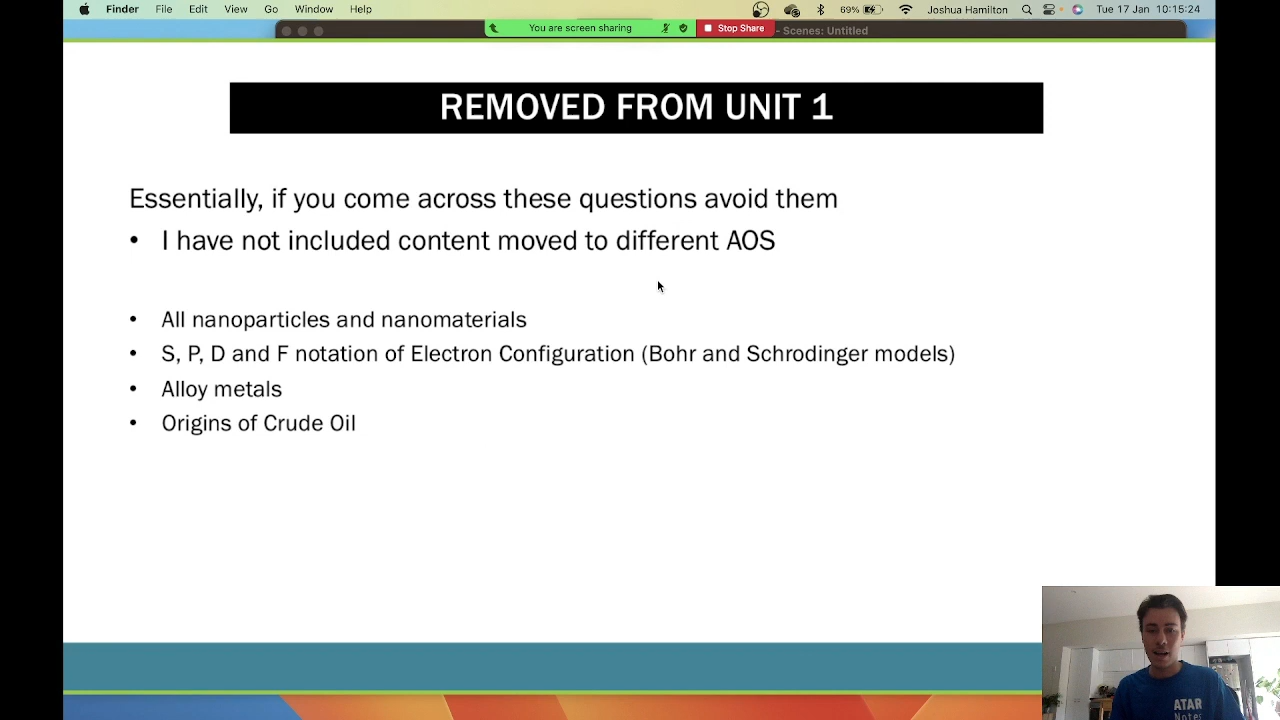 Finder File Edit View Go Window Help 69% Joshua Hamilton Tue 17 Jan 10:15:24
You are screen sharing Stop Share - Scenes: Untitled
REMOVED FROM UNIT 1
Essentially, if you come across these questions avoid them
• I have not included content moved to different AOS
• All nanoparticles and nanomaterials
• S, P, D and F notation of Electron Configuration (Bohr and Schrodinger models)
• Alloy metals
• Origins of Crude Oil
ATAR
Notes